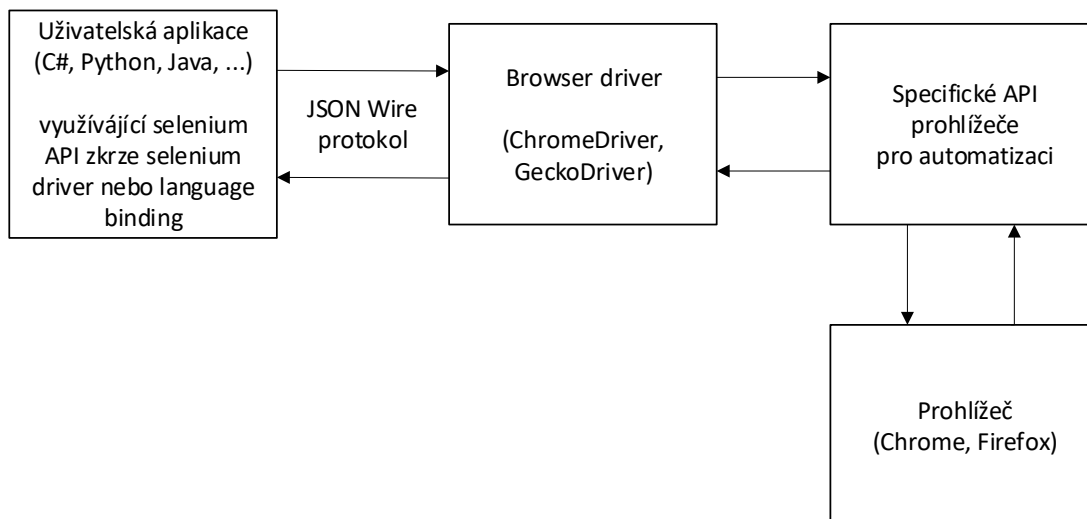 Uživatelská aplikace
(C#, Python, Java, ...)
využívájící selenium
API zkrze selenium
driver nebo language
binding
JSON Wire
protokol
Browser driver
(ChromeDriver,
GeckoDriver)
Specifické API
prohlížeče
pro automatizaci
Prohlížeč
(Chrome, Firefox)